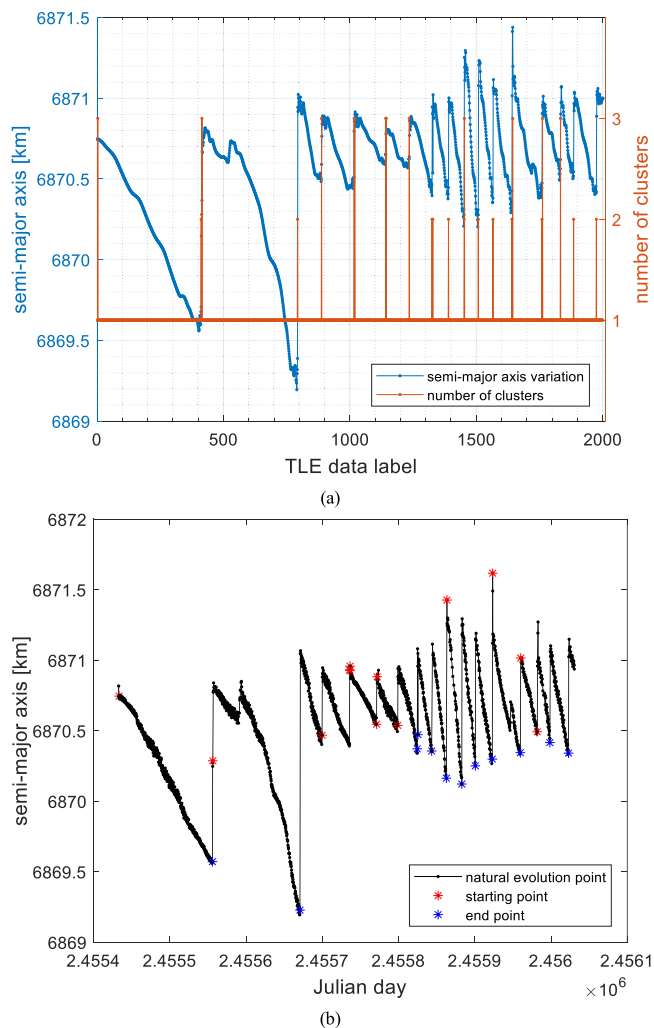 6871.5
6871
6870.5
6870
6869.5
6869
3
2
1
semi-major axis [km]
number of clusters
semi-major axis variation
number of clusters
0
500
1000
1500
2000
TLE data label
(a)
6872
6871.5
6871
6870.5
6870
6869.5
6869
semi-major axis [km]
natural evolution point
starting point
end point
2.4554
2.4555
2.4556
2.4557
2.4558
2.4559
2.456
2.4561
Julian day
×10⁶
(b)